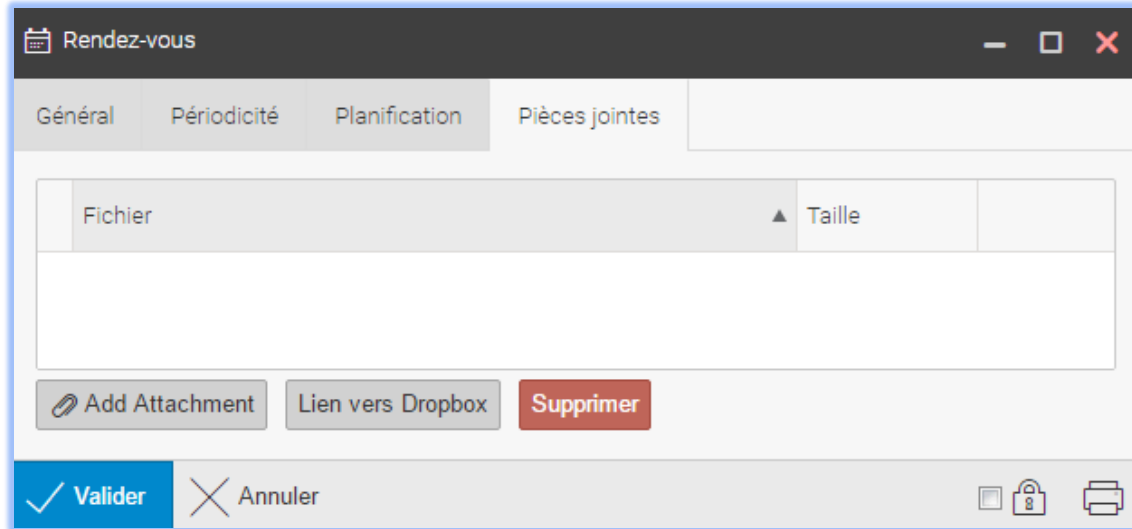 Rendez-vous
Général Périodicité Planification Pièces jointes
Fichier Taille
Add Attachment Lien vers Dropbox Supprimer
Valider Annuler